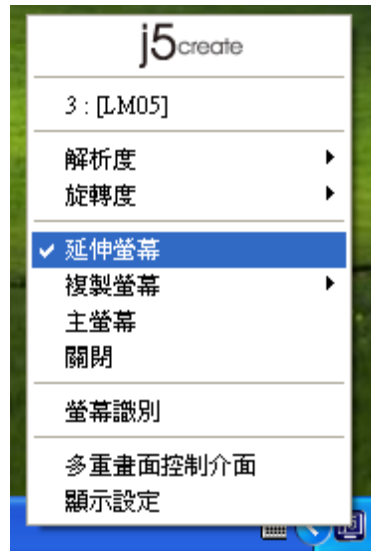 j5create
3 : [LM05]
解析度
旋轉度
延伸螢幕
複製螢幕
主螢幕
關閉
螢幕識別
多重畫面控制介面
顯示設定